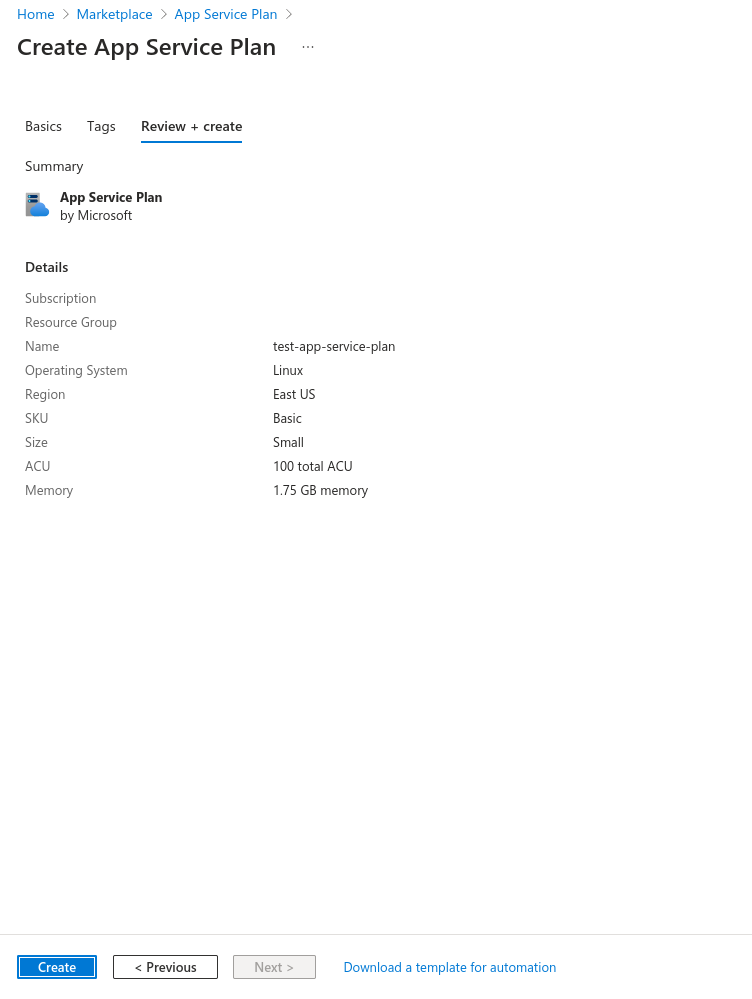 Home > Marketplace > App Service Plan >
Create App Service Plan ...
Basics Tags Review + create
Summary
App Service Plan
by Microsoft
Details
Subscription
Resource Group
Name test-app-service-plan
Operating System Linux
Region East US
SKU Basic
Size Small
ACU 100 total ACU
Memory 1.75 GB memory
Create < Previous Next > Download a template for automation